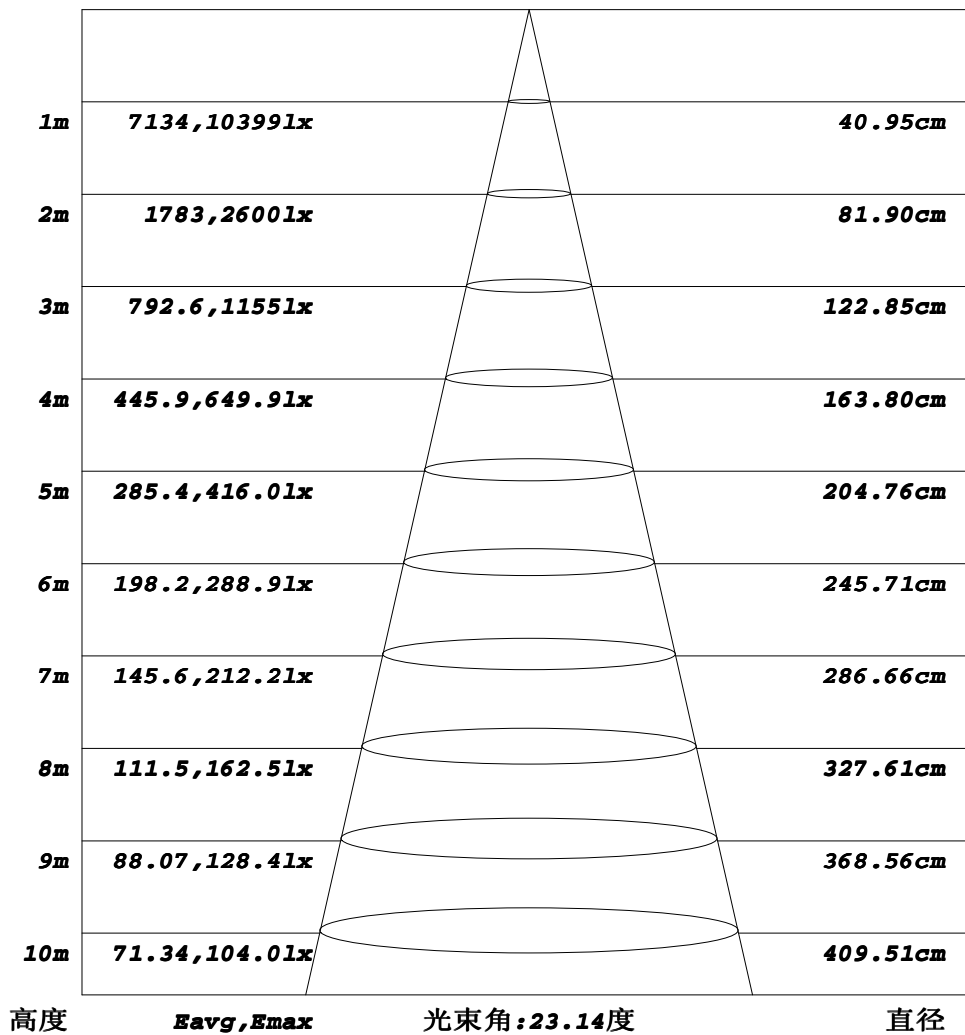 1m 7134,10399lx 40.95cm
2m 1783,2600lx 81.90cm
3m 792.6,1155lx 122.85cm
4m 445.9,649.9lx 163.80cm
5m 285.4,416.0lx 204.76cm
6m 198.2,288.9lx 245.71cm
7m 145.6,212.2lx 286.66cm
8m 111.5,162.5lx 327.61cm
9m 88.07,128.4lx 368.56cm
10m 71.34,104.0lx 409.51cm
高度 Eavg,Emax 光束角:23.14度 直径